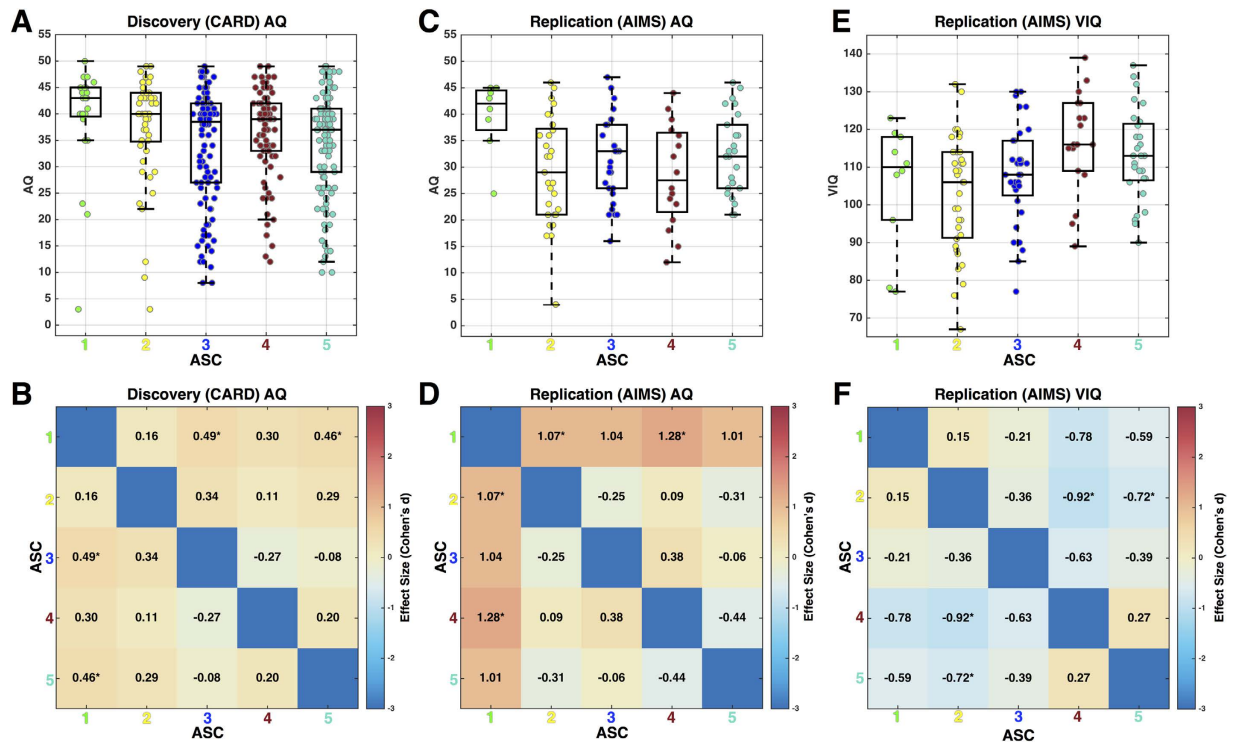 A
Discovery (CARD) AQ
55
50
45
40
35
30
25
20
15
10
5
0
AQ
1 2 3 4 5
ASC
C
Replication (AIMS) AQ
55
50
45
40
35
30
25
20
15
10
5
0
AQ
1 2 3 4 5
ASC
E
Replication (AIMS) VIQ
140
130
120
110
100
90
80
70
VIQ
1 2 3 4 5
ASC
B
Discovery (CARD) AQ
1 0.16 0.49* 0.30 0.46*
2 0.16 0.34 0.11 0.29
3 0.49* 0.34 -0.27 -0.08
4 0.30 0.11 -0.27 0.20
5 0.46* 0.29 -0.08 0.20
ASC
1 2 3 4 5
ASC
3
2
1
0
-1
-2
-3
Effect Size (Cohen's d)
D
Replication (AIMS) AQ
1 1.07* 1.04 1.28* 1.01
2 1.07* -0.25 0.09 -0.31
3 1.04 -0.25 0.38 -0.06
4 1.28* 0.09 0.38 -0.44
5 1.01 -0.31 -0.06 -0.44
ASC
1 2 3 4 5
ASC
3
2
1
0
-1
-2
-3
Effect Size (Cohen's d)
F
Replication (AIMS) VIQ
1 0.15 -0.21 -0.78 -0.59
2 0.15 -0.36 -0.92* -0.72*
3 -0.21 -0.36 -0.63 -0.39
4 -0.78 -0.92* -0.63 0.27
5 -0.59 -0.72* -0.39 0.27
ASC
1 2 3 4 5
ASC
3
2
1
0
-1
-2
-3
Effect Size (Cohen's d)